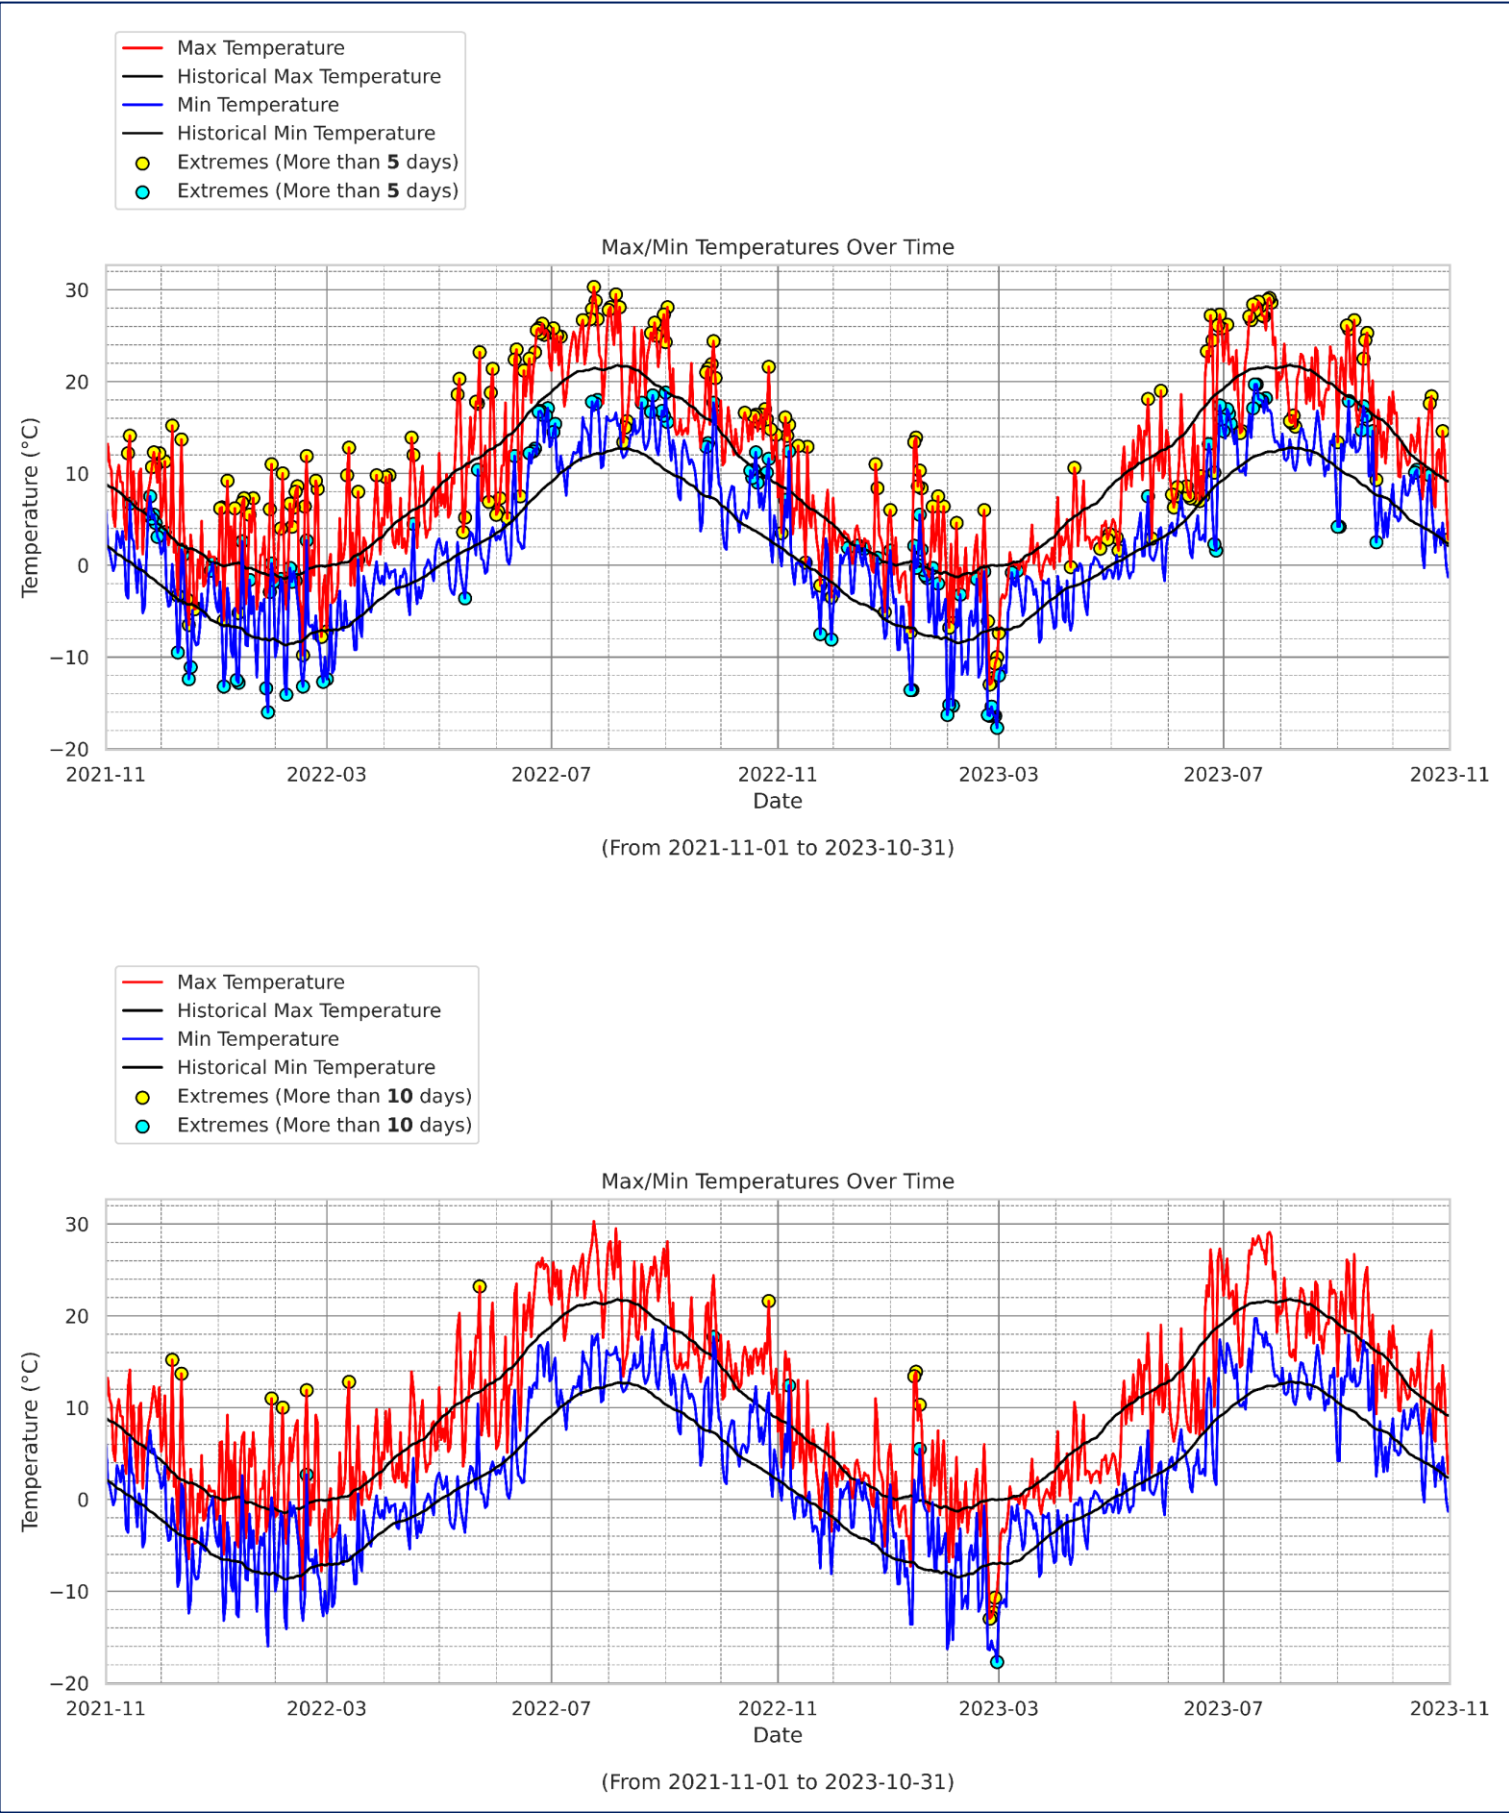 Max Temperature
Historical Max Temperature
Min Temperature
Historical Min Temperature
Extremes (More than 5 days)
Extremes (More than 5 days)
Max/Min Temperatures Over Time
Temperature (°C)
30
20
10
0
−10
−20
2021-11 2022-03 2022-07 2022-11 2023-03 2023-07 2023-11
Date
(From 2021-11-01 to 2023-10-31)
Max Temperature
Historical Max Temperature
Min Temperature
Historical Min Temperature
Extremes (More than 10 days)
Extremes (More than 10 days)
Max/Min Temperatures Over Time
Temperature (°C)
30
20
10
0
−10
−20
2021-11 2022-03 2022-07 2022-11 2023-03 2023-07 2023-11
Date
(From 2021-11-01 to 2023-10-31)